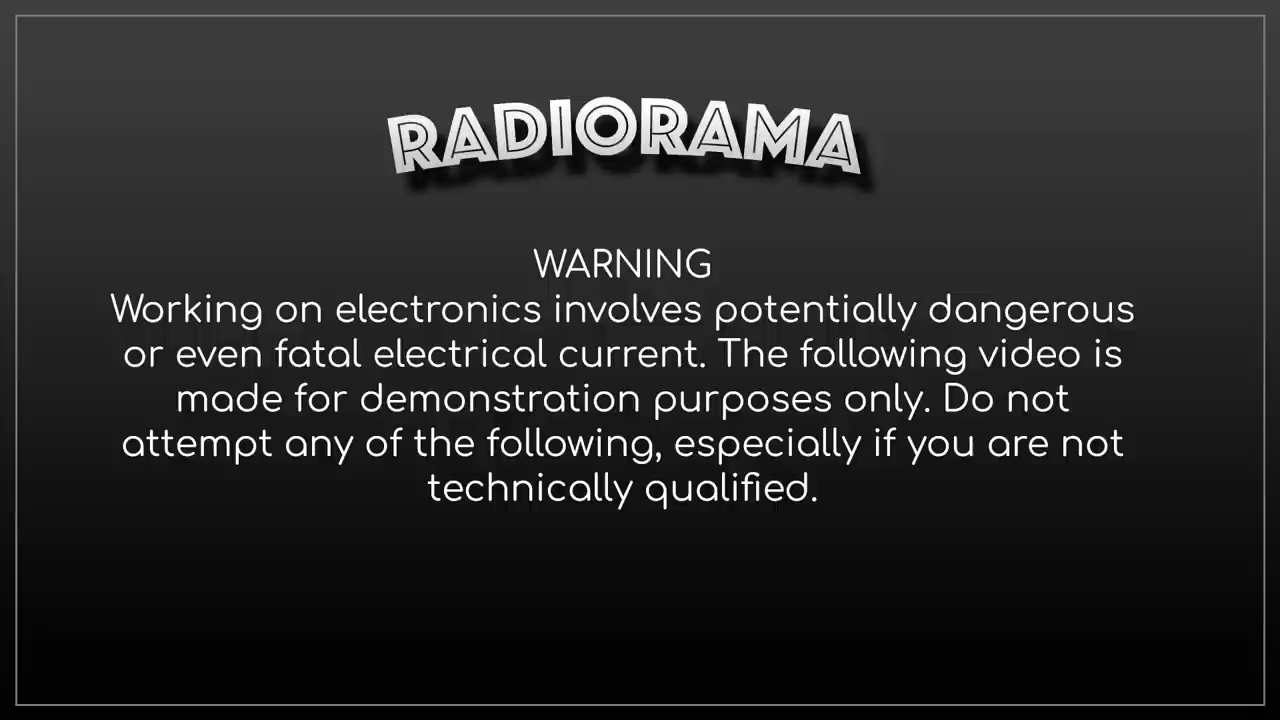 RADIORAMA
WARNING
Working on electronics involves potentially dangerous
or even fatal electrical current. The following video is
made for demonstration purposes only. Do not
attempt any of the following, especially if you are not
technically qualified.